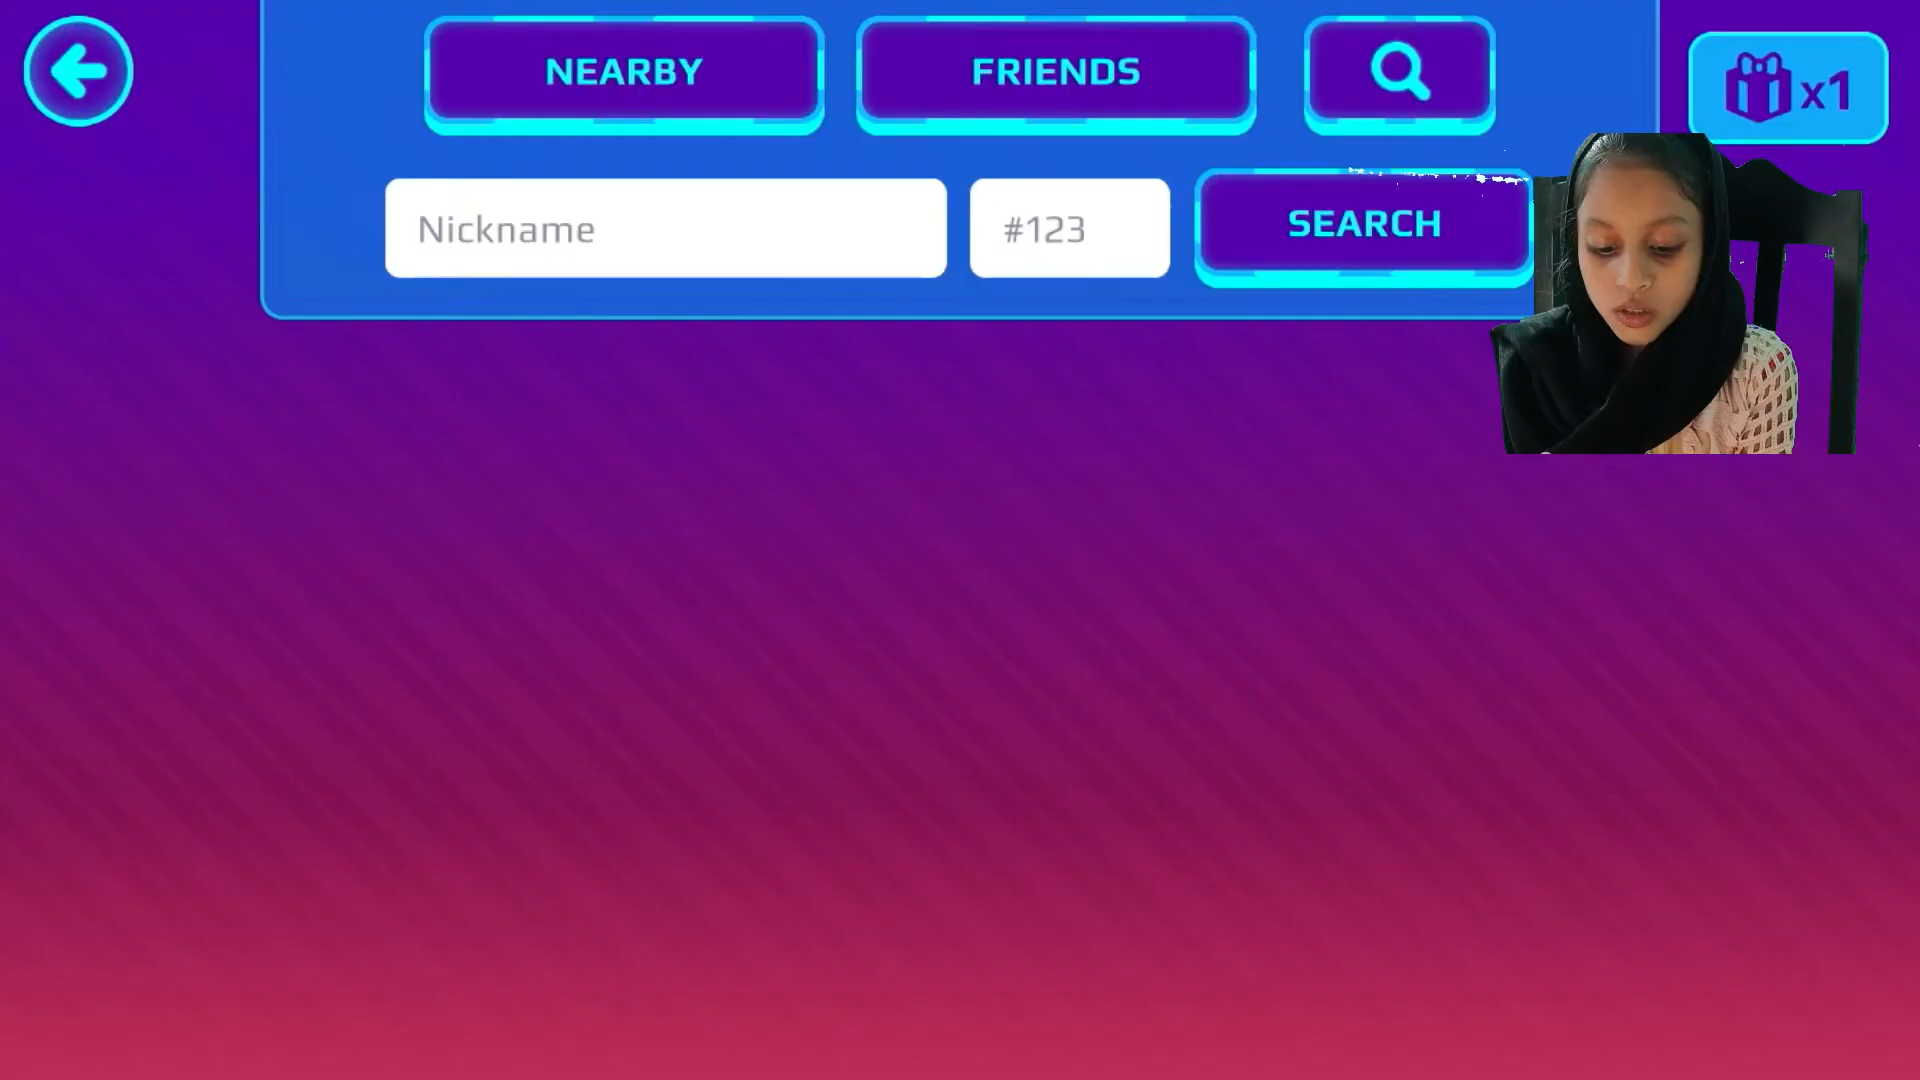 NEARBY
FRIENDS
x1
Nickname
#123
SEARCH